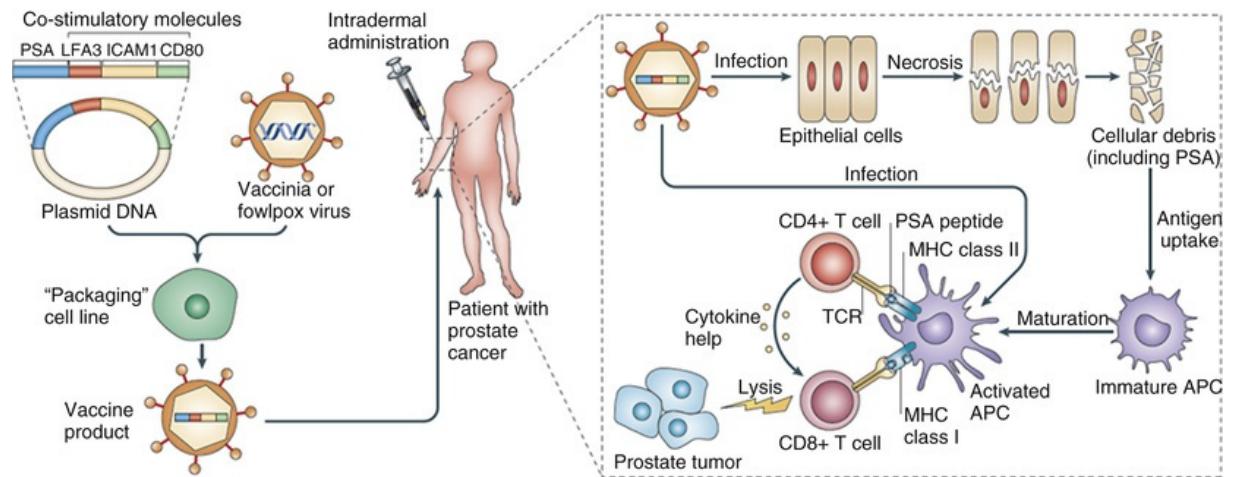 Co-stimulatory molecules
PSA LFA3 ICAM1 CD80
Plasmid DNA
Vaccinia or
fowlpox virus
“Packaging”
cell line
Vaccine
product
Intradermal
administration
Patient with
prostate
cancer
Infection
Epithelial cells
Necrosis
Cellular debris
(including PSA)
Infection
Antigen
uptake
CD4+ T cell
PSA peptide
MHC class II
TCR
Cytokine
help
Maturation
Immature APC
Activated
APC
MHC
class I
Lysis
CD8+ T cell
Prostate tumor